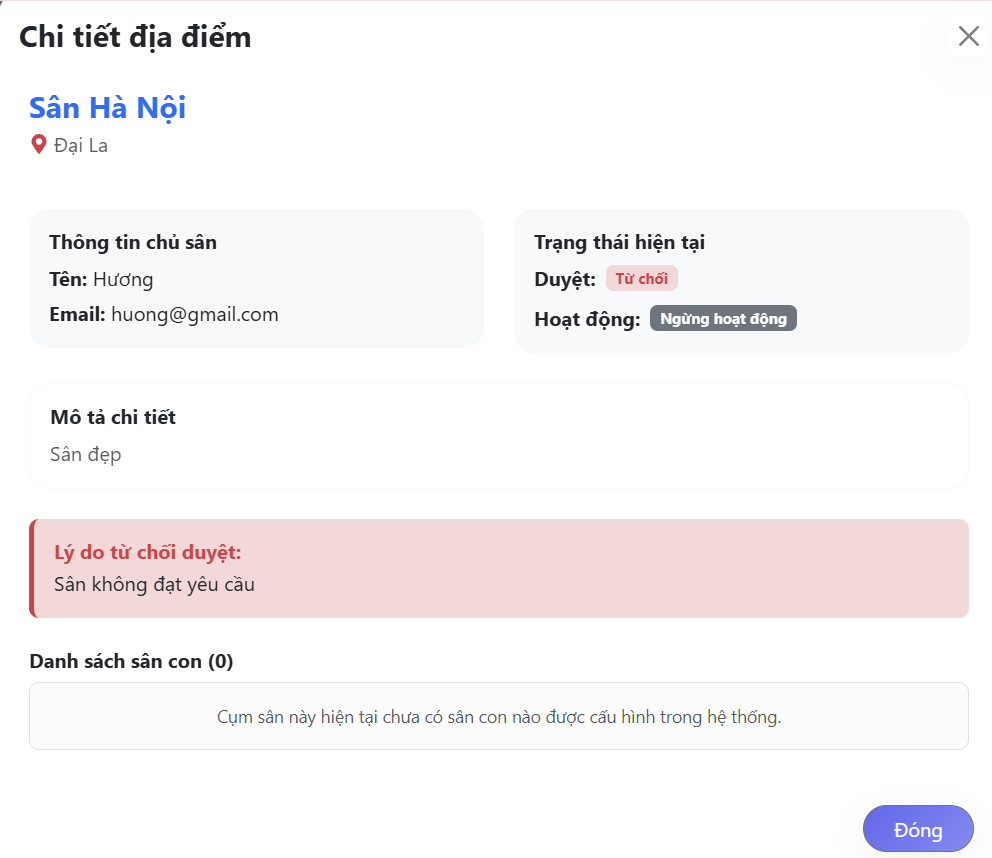 Chi tiết địa điểm
Sân Hà Nội
Đại La
Thông tin chủ sân
Tên: Hương
Email: huong@gmail.com
Trạng thái hiện tại
Duyệt: Từ chối
Hoạt động: Ngừng hoạt động
Mô tả chi tiết
Sân đẹp
Lý do từ chối duyệt:
Sân không đạt yêu cầu
Danh sách sân con (0)
Cụm sân này hiện tại chưa có sân con nào được cấu hình trong hệ thống.
Đóng